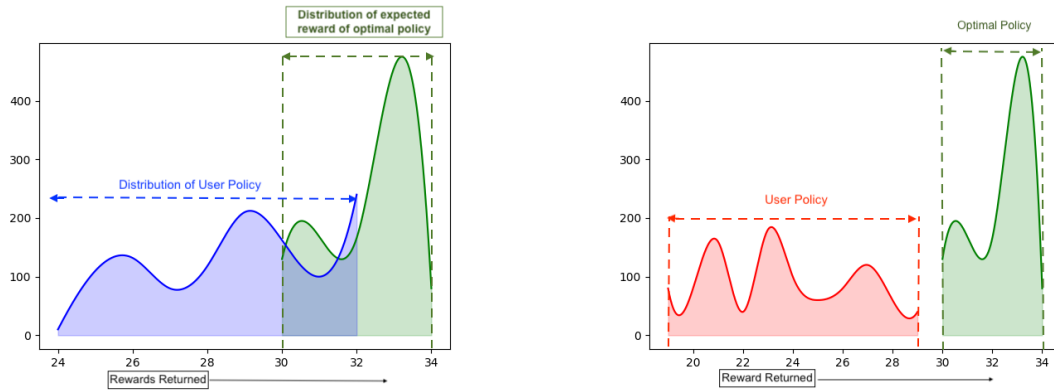 Distribution of expected
reward of optimal policy
400
300
200
100
0
Distribution of User Policy
24 26 28 30 32 34
Rewards Returned
Optimal Policy
400
300
200
100
0
User Policy
20 22 24 26 28 30 32 34
Reward Returned